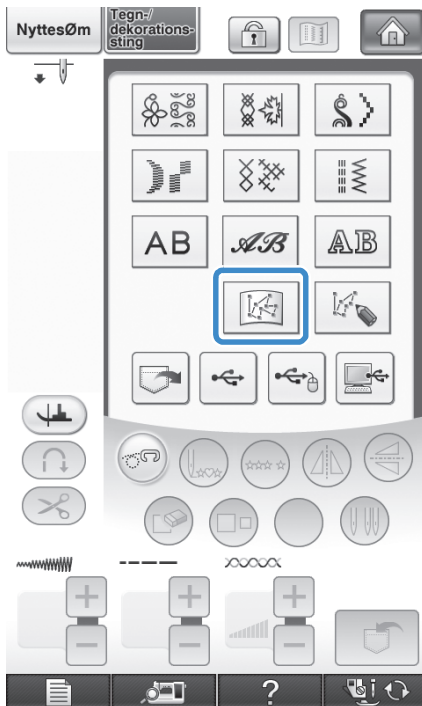 NyttesØm
Tegn-/
dekorations-
sting
AB
AB
AB
?